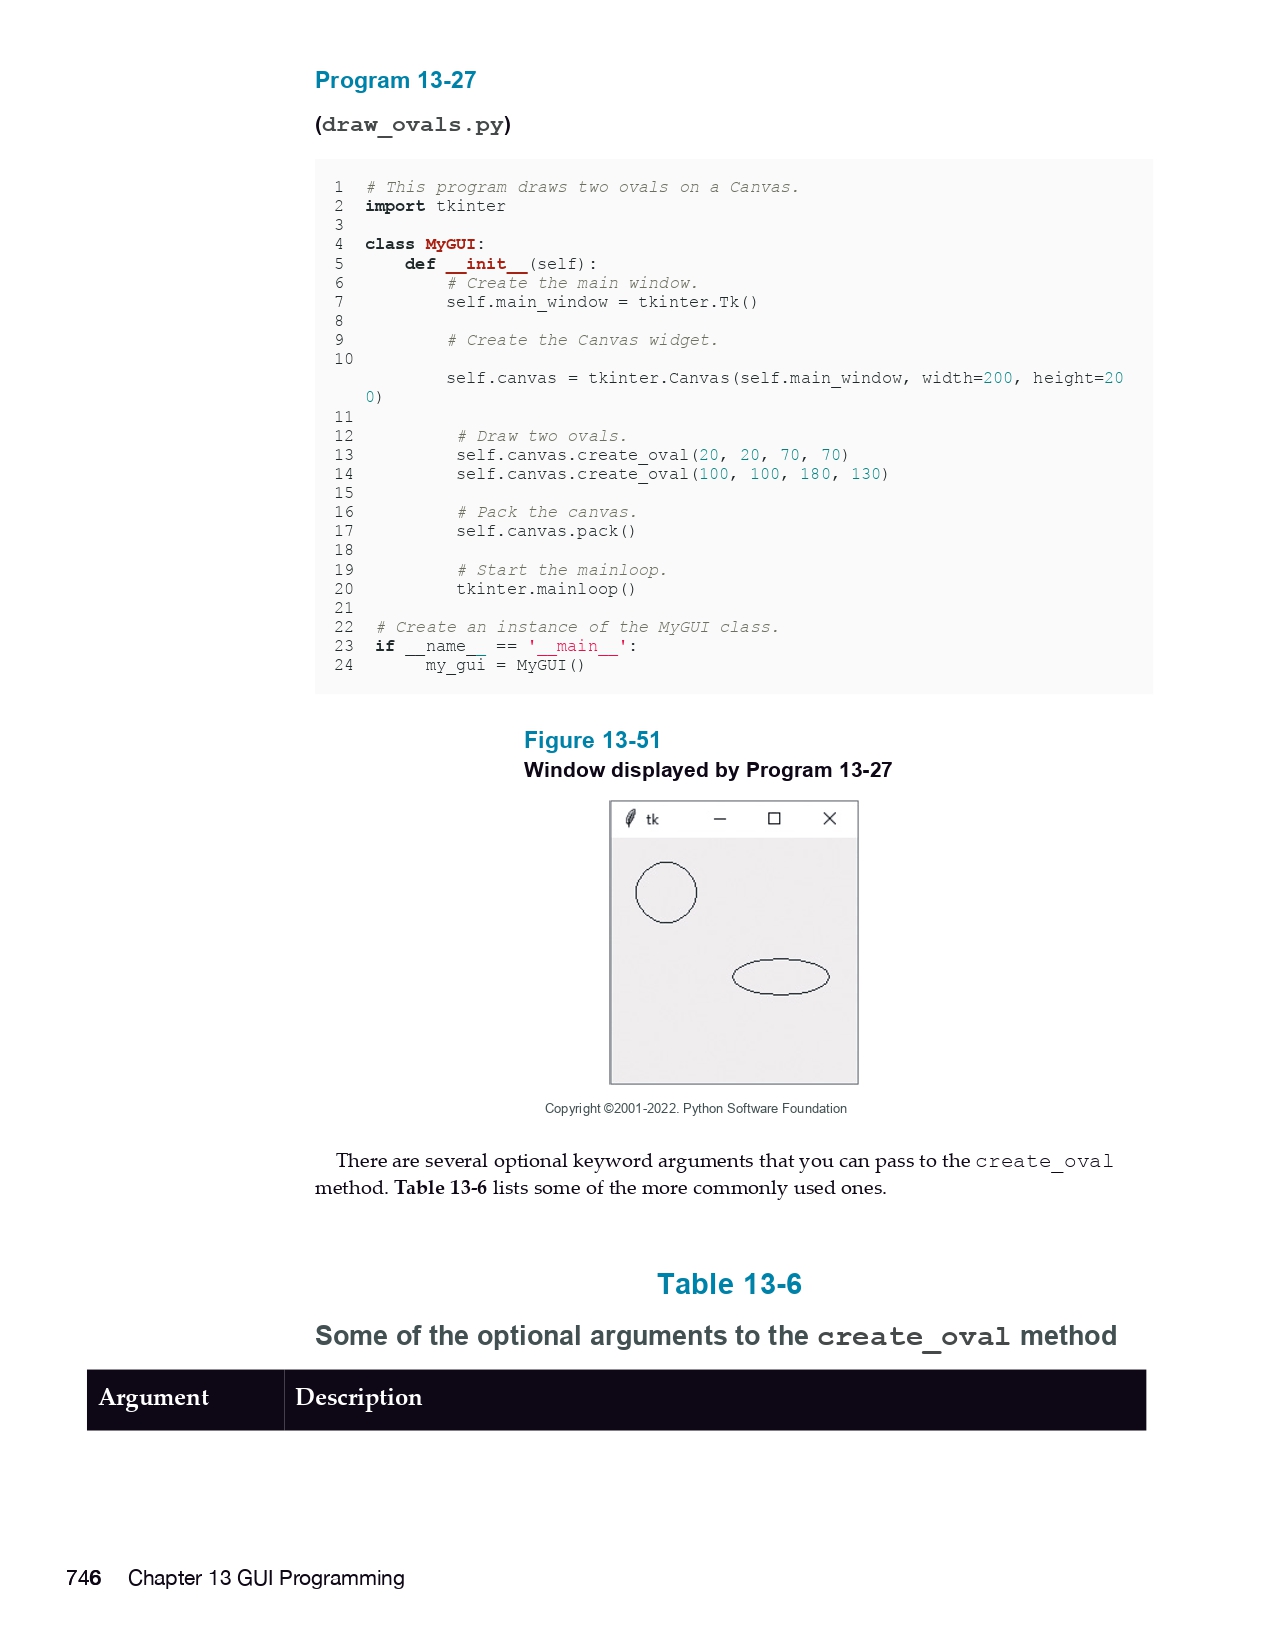 Program 13-27
(draw_ovals.py)
1 # This program draws two ovals on a Canvas.
2 import tkinter
3
4 class MyGUI:
5     def __init__(self):
6         # Create the main window.
7         self.main_window = tkinter.Tk()
8
9         # Create the Canvas widget.
10
        self.canvas = tkinter.Canvas(self.main_window, width=200, height=20
0)
11
12         # Draw two ovals.
13         self.canvas.create_oval(20, 20, 70, 70)
14         self.canvas.create_oval(100, 100, 180, 130)
15
16         # Pack the canvas.
17         self.canvas.pack()
18
19         # Start the mainloop.
20         tkinter.mainloop()
21
22 # Create an instance of the MyGUI class.
23 if __name__ == '__main__':
24     my_gui = MyGUI()
Figure 13-51
Window displayed by Program 13-27
tk
Copyright ©2001-2022. Python Software Foundation
There are several optional keyword arguments that you can pass to the create_oval
method. Table 13-6 lists some of the more commonly used ones.
Table 13-6
Some of the optional arguments to the create_oval method
Argument Description
746 Chapter 13 GUI Programming